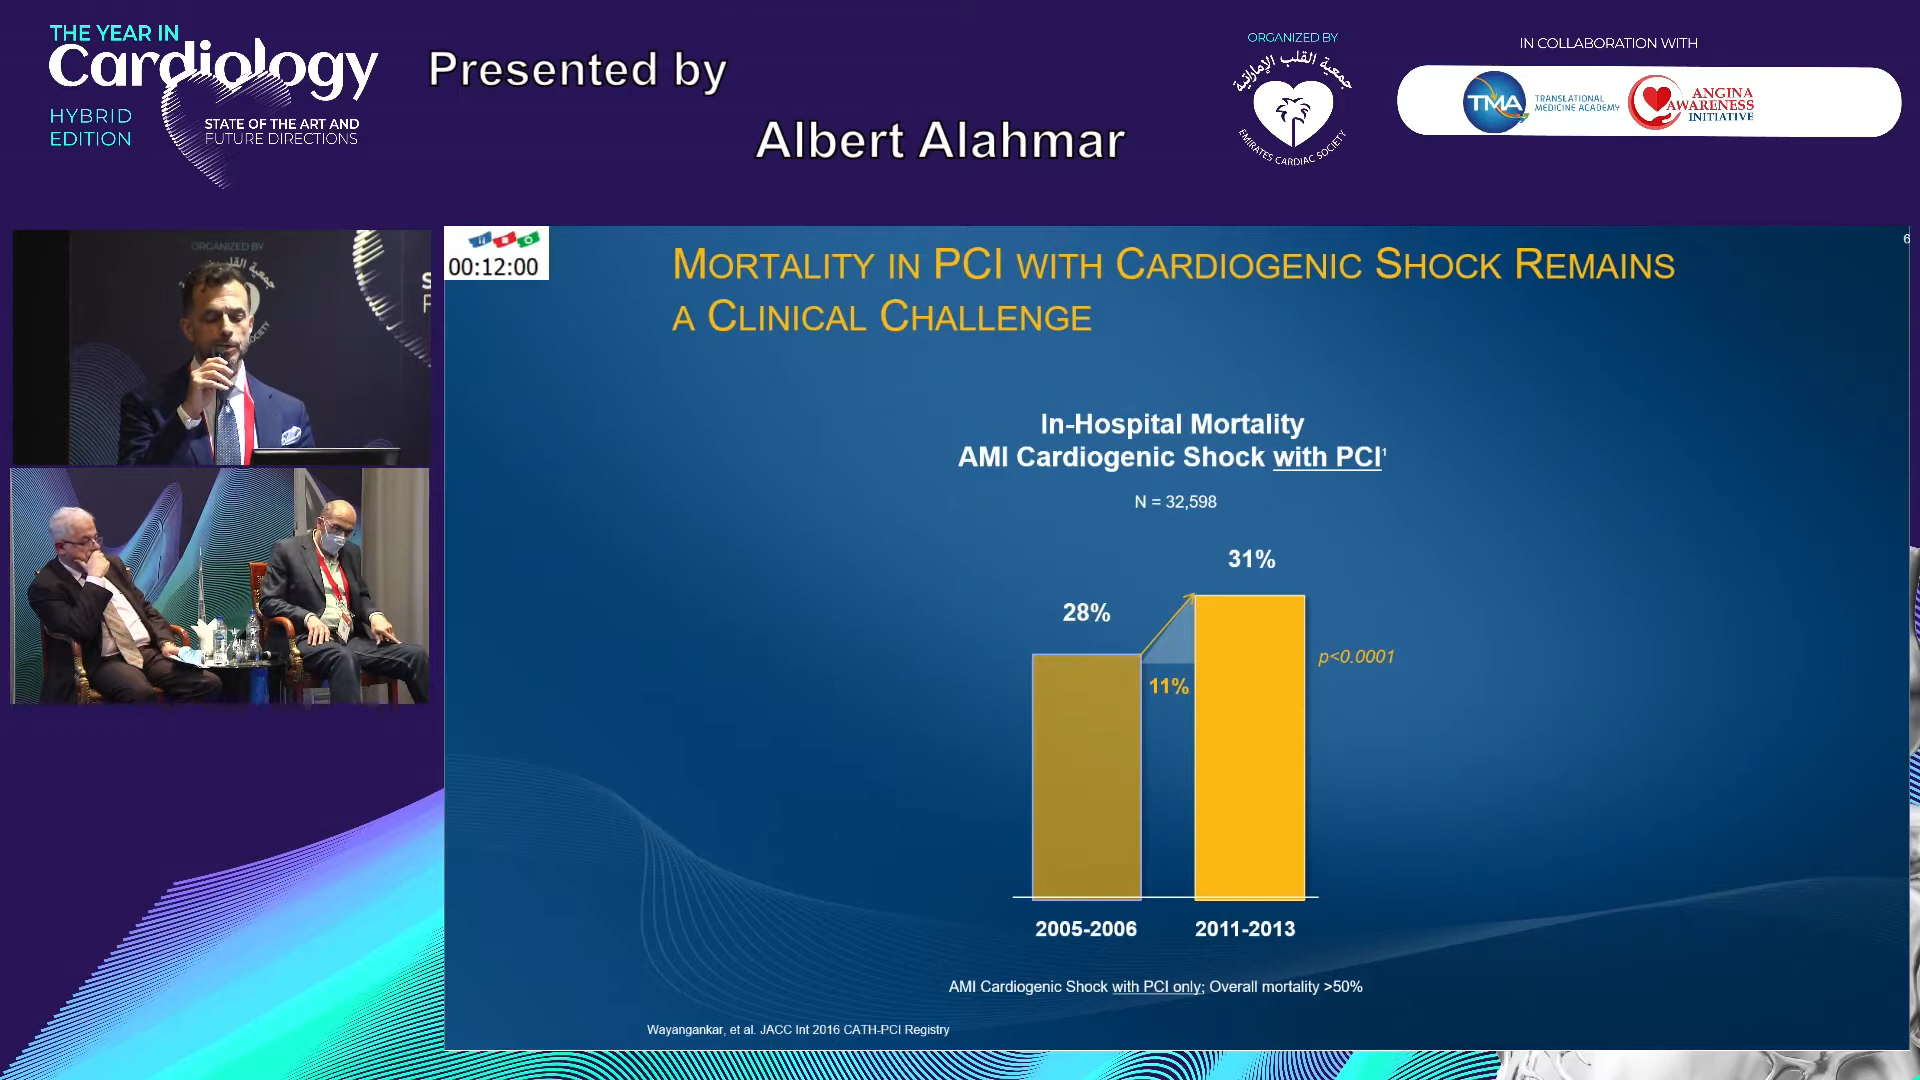 THE YEAR IN
Cardiology
HYBRID
EDITION
STATE OF THE ART AND
FUTURE DIRECTIONS
Presented by
Albert Alahmar
ORGANIZED BY
جمعية القلب الإماراتية
EMIRATES CARDIAC SOCIETY
IN COLLABORATION WITH
TMA
TRANSLATIONAL
MEDICINE ACADEMY
ANGINA
AWARENESS
INITIATIVE
ORGANIZED BY
00:12:00
6
MORTALITY IN PCI WITH CARDIOGENIC SHOCK REMAINS
A CLINICAL CHALLENGE
In-Hospital Mortality
AMI Cardiogenic Shock with PCI¹
N = 32,598
31%
28%
p<0.0001
11%
2005-2006
2011-2013
AMI Cardiogenic Shock with PCI only; Overall mortality >50%
Wayangankar, et al. JACC Int 2016 CATH-PCI Registry